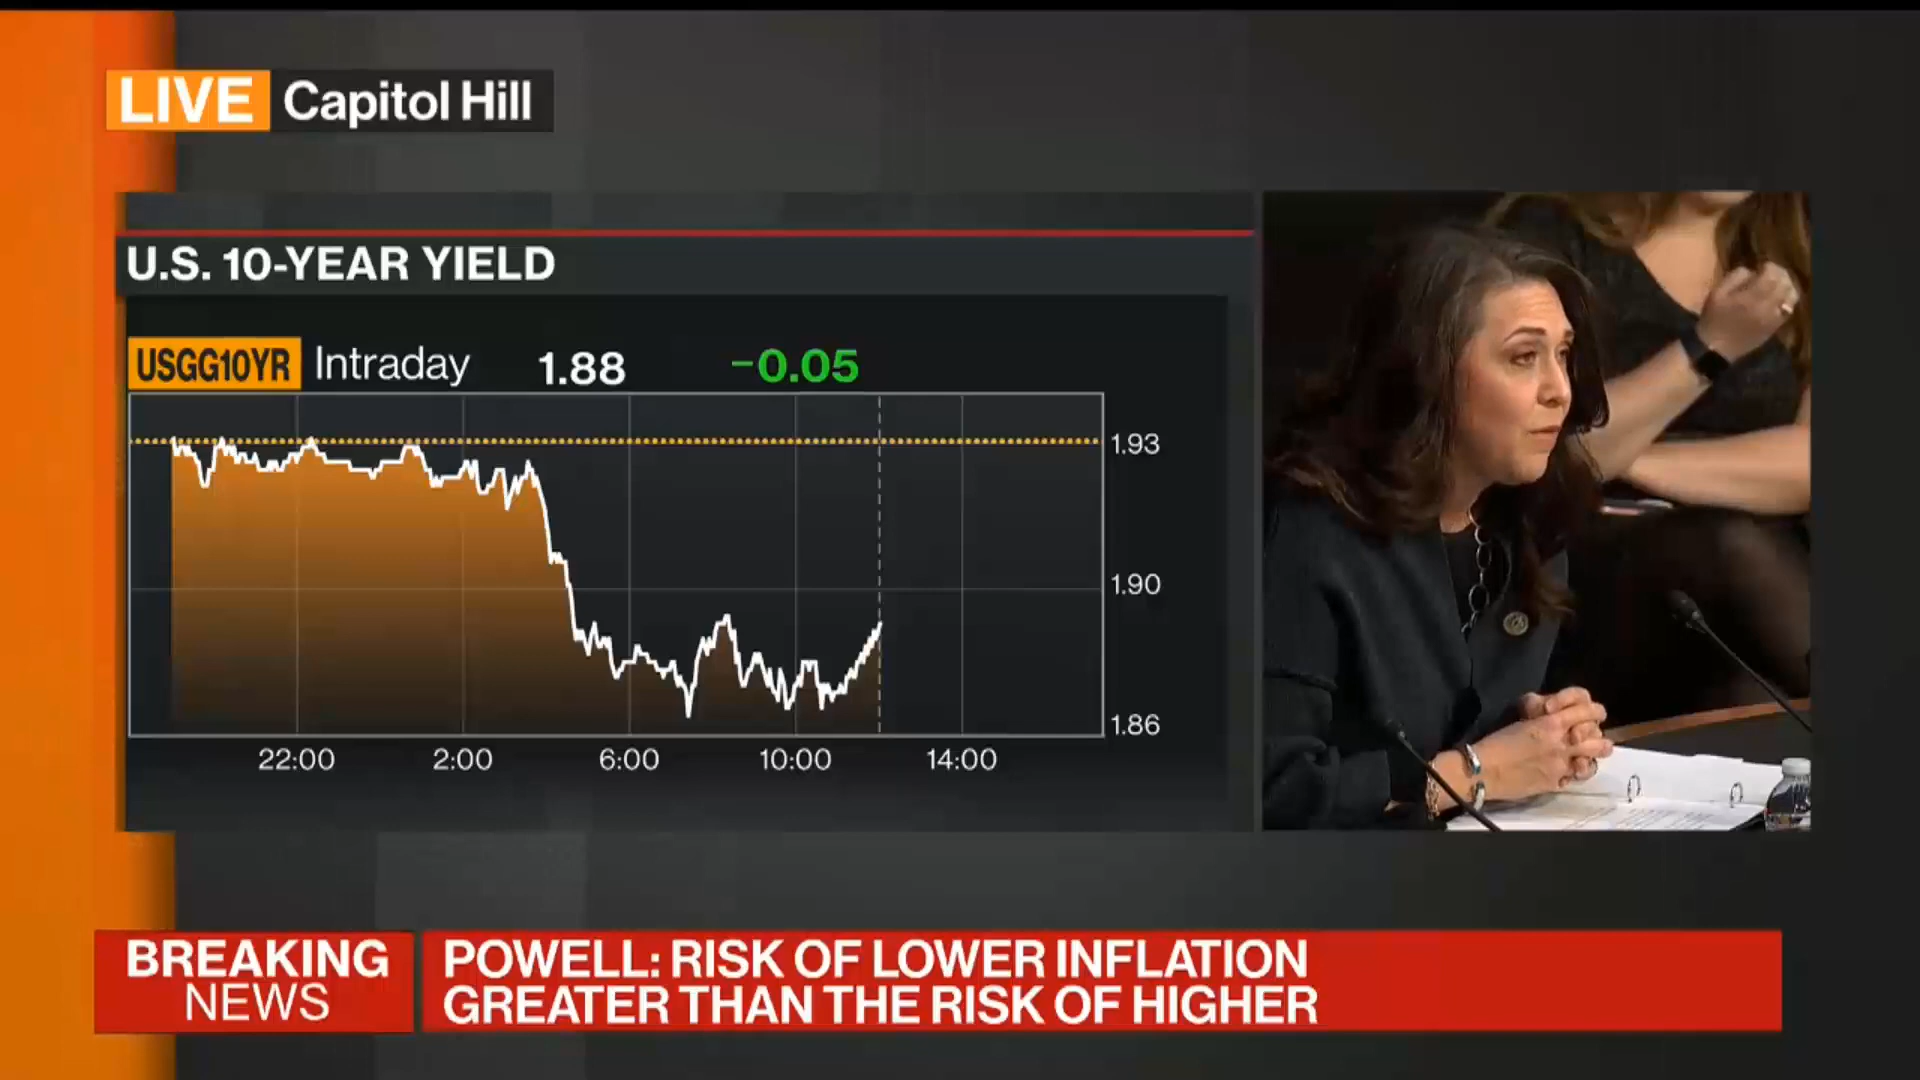 LIVE Capitol Hill
U.S. 10-YEAR YIELD
USGG10YR Intraday 1.88 -0.05
1.93
1.90
1.86
22:00 2:00 6:00 10:00 14:00
BREAKING NEWS
POWELL: RISK OF LOWER INFLATION
GREATER THAN THE RISK OF HIGHER